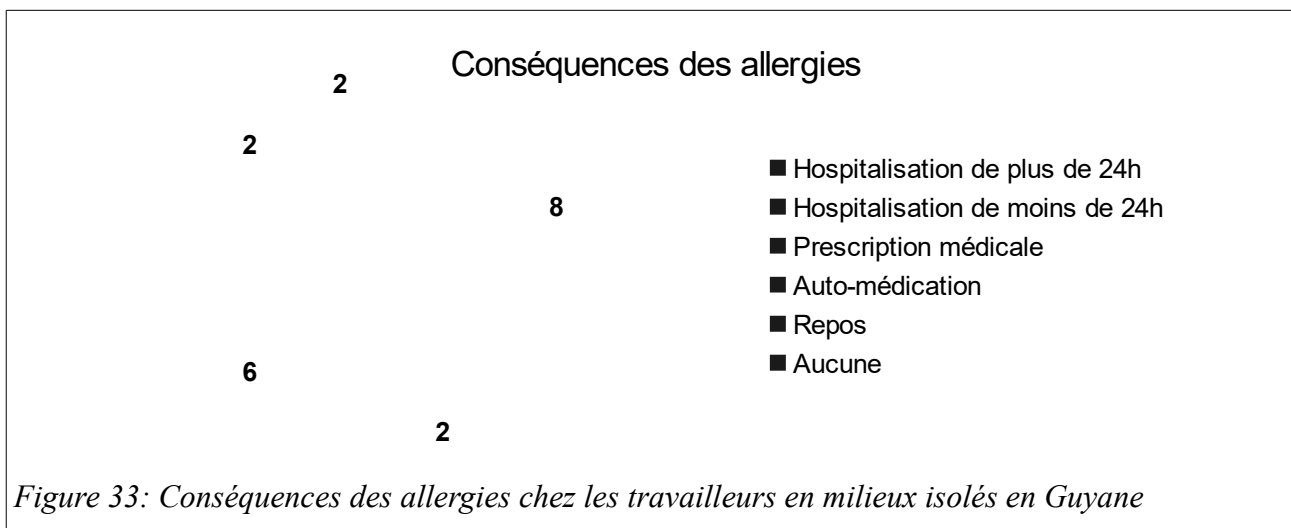 Conséquences des allergies
2
2
8
6
2
Hospitalisation de plus de 24h
Hospitalisation de moins de 24h
Prescription médicale
Auto-médication
Repos
Aucune
Figure 33: Conséquences des allergies chez les travailleurs en milieux isolés en Guyane